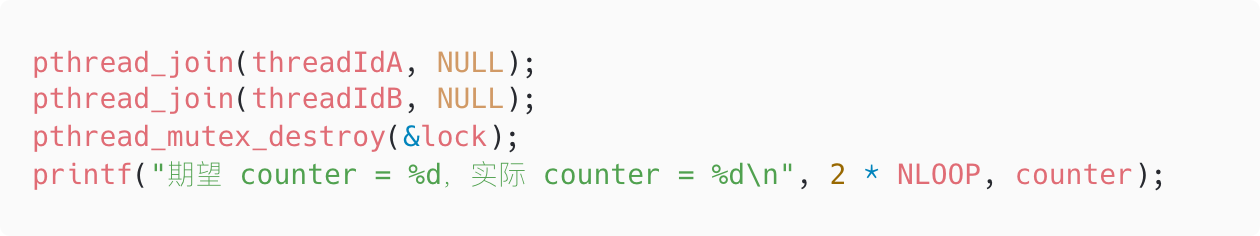 pthread_join(threadIdA, NULL);
pthread_join(threadIdB, NULL);
pthread_mutex_destroy(&lock);
printf("期望 counter = %d, 实际 counter = %d\n", 2 * NLOOP, counter);